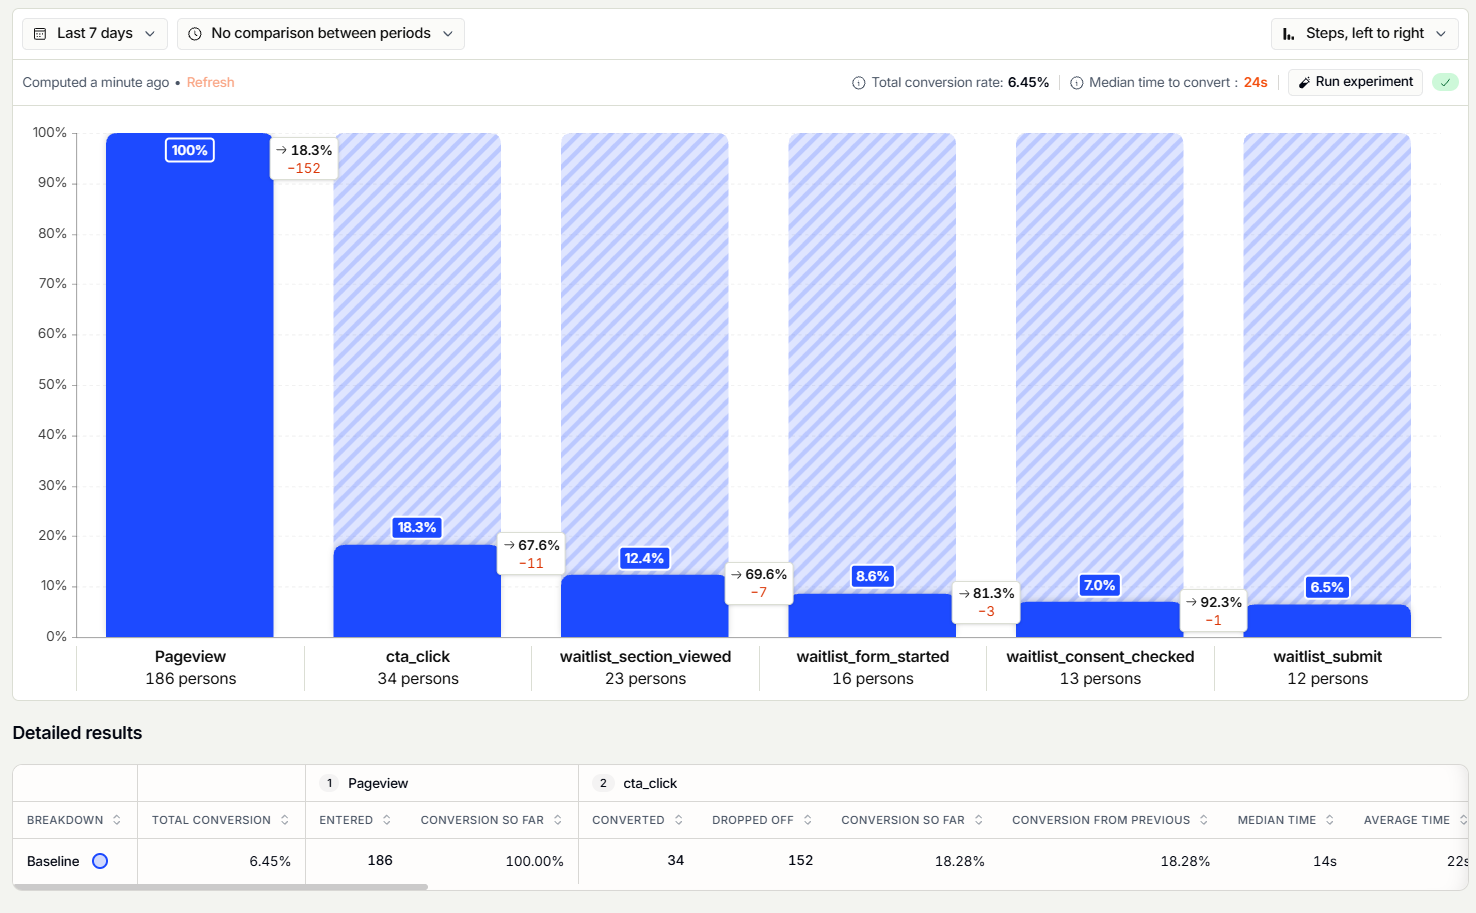 Last 7 days
No comparison between periods
Steps, left to right
Computed a minute ago • Refresh
Total conversion rate: 6.45%
Median time to convert : 24s
Run experiment
100%
90%
80%
70%
60%
50%
40%
30%
20%
10%
0%
100%
→ 18.3%
−152
18.3%
→ 67.6%
−11
12.4%
→ 69.6%
−7
8.6%
→ 81.3%
−3
7.0%
→ 92.3%
−1
6.5%
Pageview
186 persons
cta_click
34 persons
waitlist_section_viewed
23 persons
waitlist_form_started
16 persons
waitlist_consent_checked
13 persons
waitlist_submit
12 persons
Detailed results
1 Pageview
2 cta_click
BREAKDOWN TOTAL CONVERSION ENTERED CONVERSION SO FAR CONVERTED DROPPED OFF CONVERSION SO FAR CONVERSION FROM PREVIOUS MEDIAN TIME AVERAGE TIME
Baseline 6.45% 186 100.00% 34 152 18.28% 18.28% 14s 22s